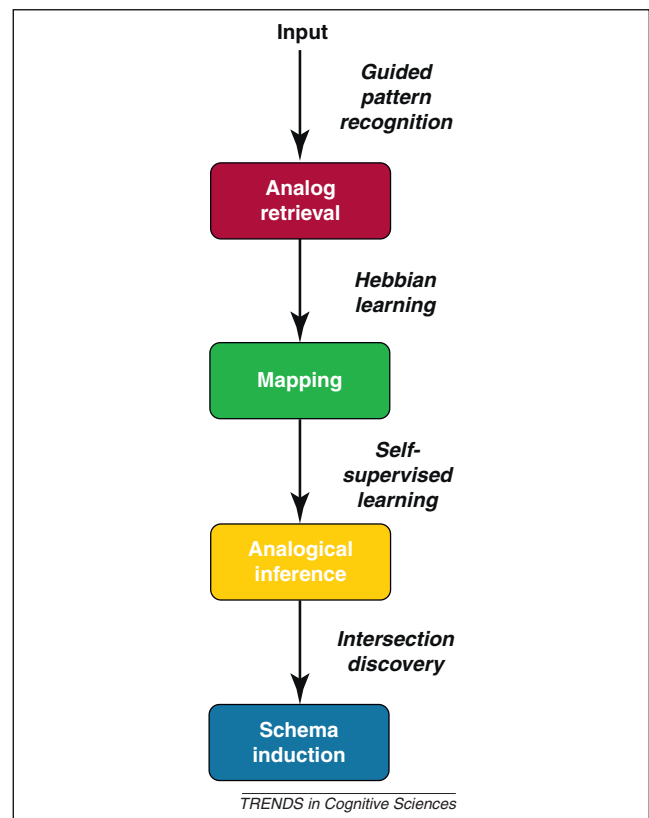 Input
Guided
pattern
recognition
Analog
retrieval
Hebbian
learning
Mapping
Self-
supervised
learning
Analogical
inference
Intersection
discovery
Schema
induction
TRENDS in Cognitive Sciences